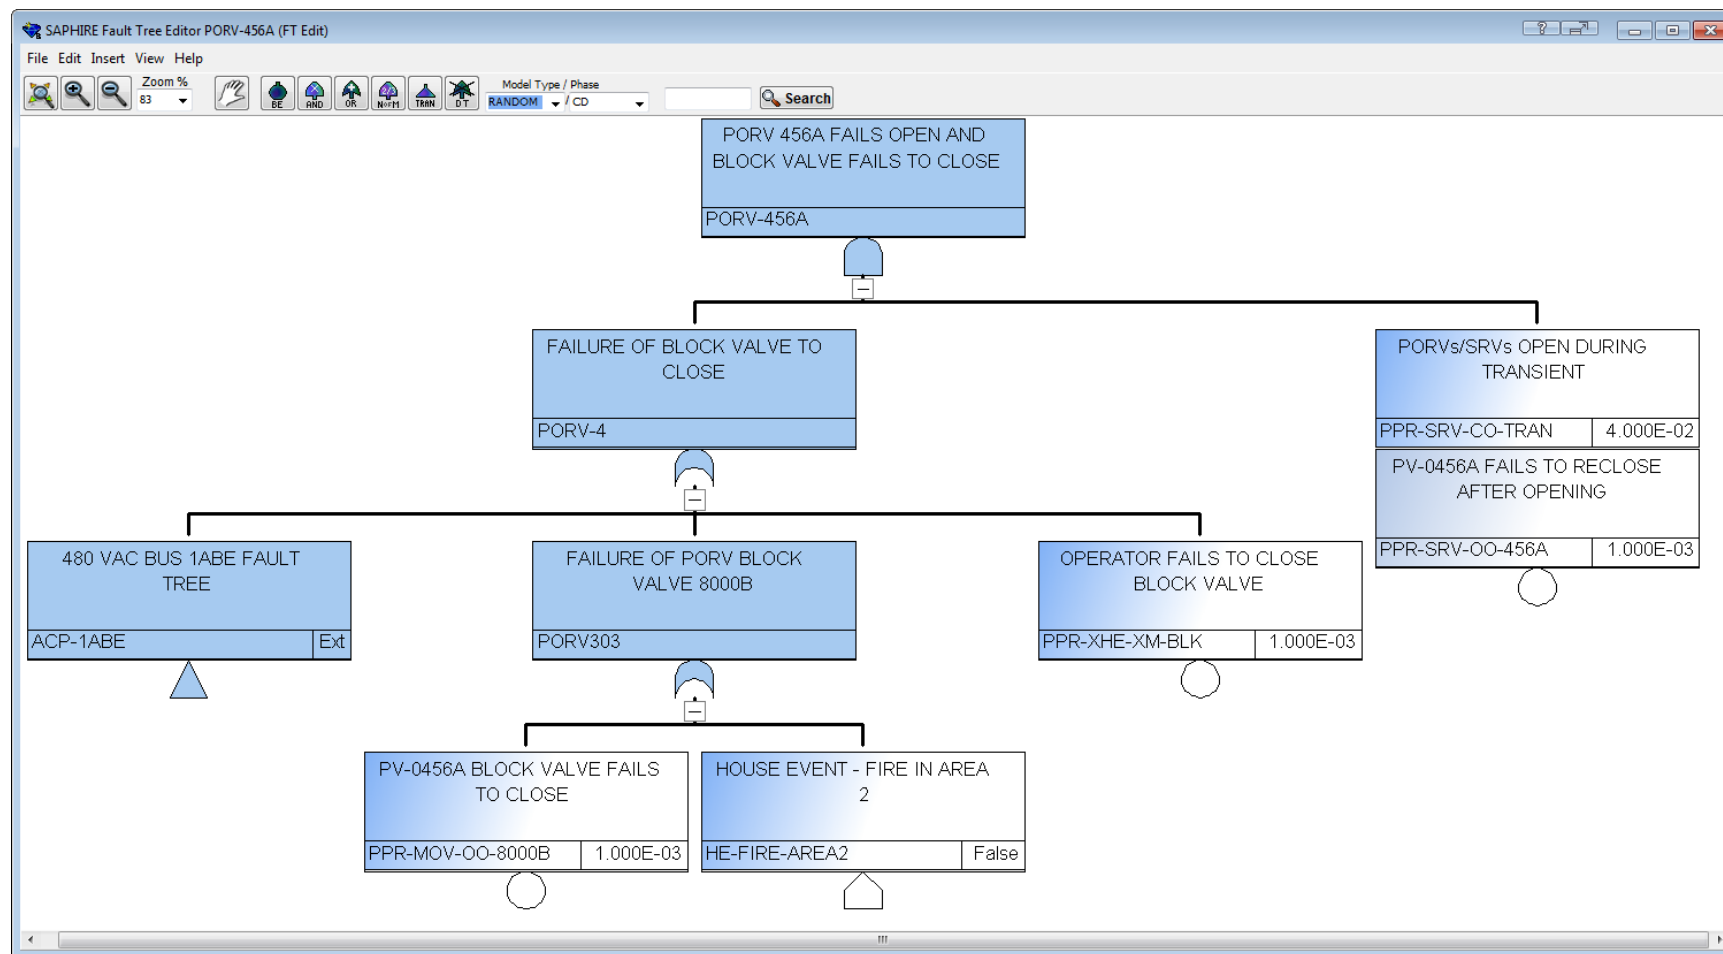 SAPHIRE Fault Tree Editor PORV-456A (FT Edit)
File Edit Insert View Help
Zoom %
83
BE
AND
OR
NorM
TRAN
DT
Model Type / Phase
RANDOM / CD
Search
PORV 456A FAILS OPEN AND
BLOCK VALVE FAILS TO CLOSE
PORV-456A
FAILURE OF BLOCK VALVE TO
CLOSE
PORV-4
PORVs/SRVs OPEN DURING
TRANSIENT
PPR-SRV-CO-TRAN 4.000E-02
PV-0456A FAILS TO RECLOSE
AFTER OPENING
PPR-SRV-OO-456A 1.000E-03
480 VAC BUS 1ABE FAULT
TREE
ACP-1ABE Ext
FAILURE OF PORV BLOCK
VALVE 8000B
PORV303
OPERATOR FAILS TO CLOSE
BLOCK VALVE
PPR-XHE-XM-BLK 1.000E-03
PV-0456A BLOCK VALVE FAILS
TO CLOSE
PPR-MOV-OO-8000B 1.000E-03
HOUSE EVENT - FIRE IN AREA
2
HE-FIRE-AREA2 False